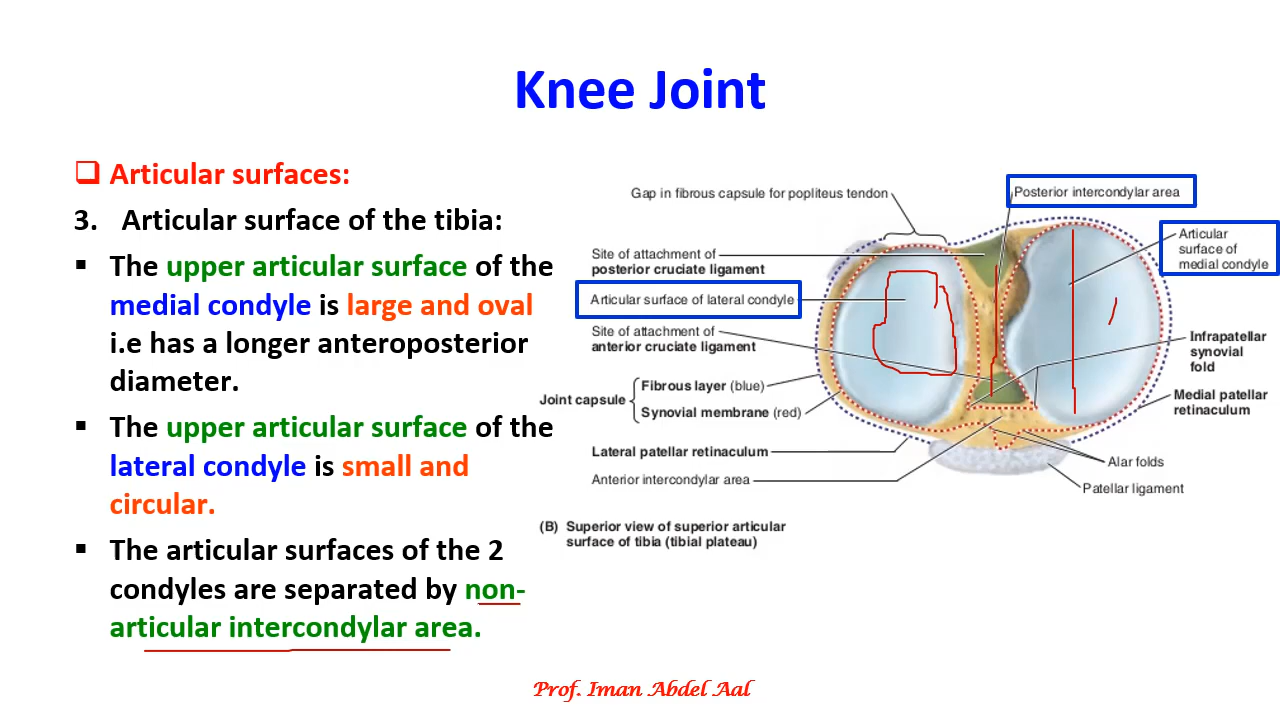 Knee Joint
❑ Articular surfaces:
3. Articular surface of the tibia:
▪ The upper articular surface of the
medial condyle is large and oval
i.e has a longer anteroposterior
diameter.
▪ The upper articular surface of the
lateral condyle is small and
circular.
▪ The articular surfaces of the 2
condyles are separated by non-
articular intercondylar area.
Gap in fibrous capsule for popliteus tendon
Posterior intercondylar area
Site of attachment of
posterior cruciate ligament
Articular
surface of
medial condyle
Articular surface of lateral condyle
Site of attachment of
anterior cruciate ligament
Infrapatellar
synovial
fold
Joint capsule
Fibrous layer (blue)
Synovial membrane (red)
Medial patellar
retinaculum
Lateral patellar retinaculum
Alar folds
Anterior intercondylar area
Patellar ligament
(B) Superior view of superior articular
surface of tibia (tibial plateau)
Prof. Iman Abdel Aal